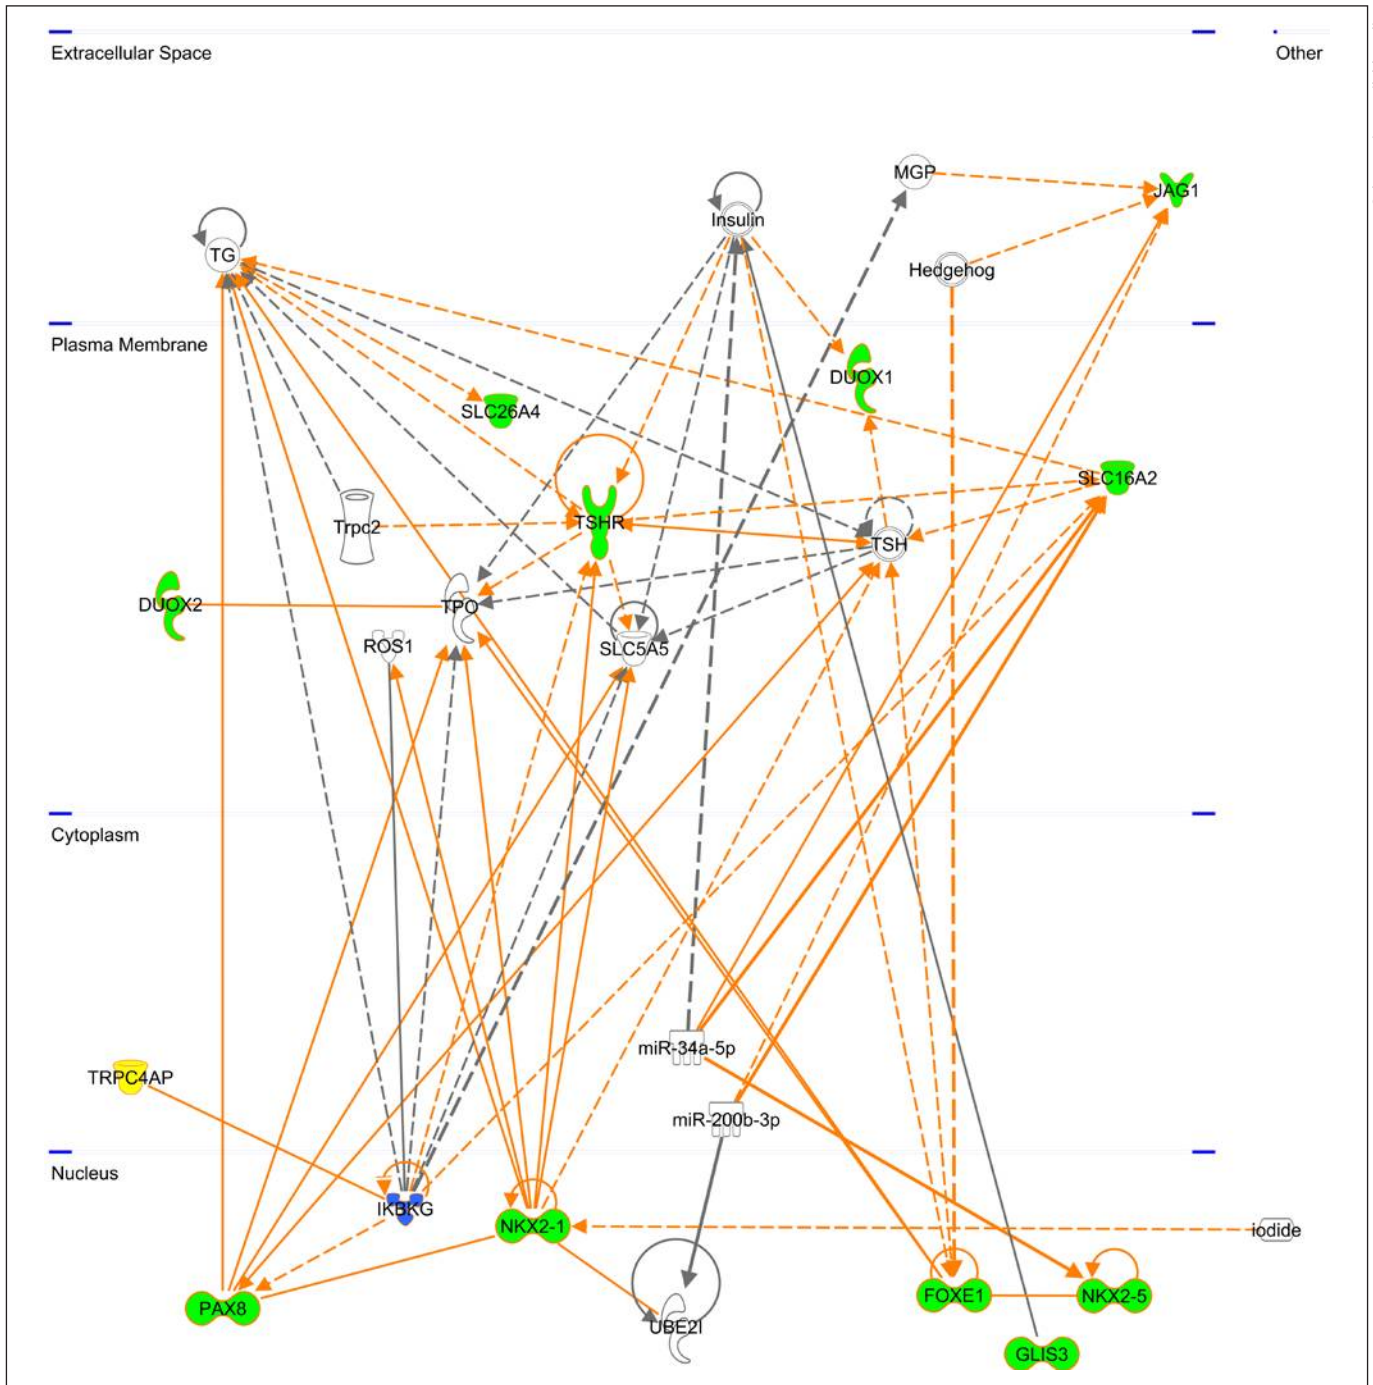 Extracellular Space
Other
MGP
JAG1
Insulin
TG
Hedgehog
Plasma Membrane
DUOX1
SLC26A4
SLC16A2
Trpc2
TSHR
TSH
DUOX2
TPO
ROS1
SLC5A5
Cytoplasm
miR-34a-5p
TRPC4AP
miR-200b-3p
Nucleus
IKBKG
NKX2-1
iodide
PAX8
FOXE1
NKX2-5
UBE2I
GLIS3